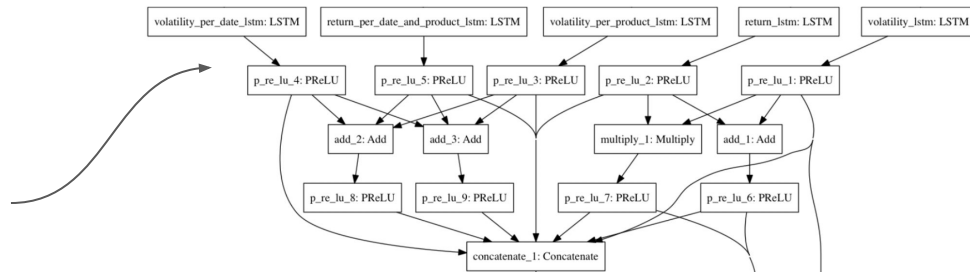 volatility_per_date_lstm: LSTM
return_per_date_and_product_lstm: LSTM
volatility_per_product_lstm: LSTM
return_lstm: LSTM
volatility_lstm: LSTM
p_re_lu_4: PReLU
p_re_lu_5: PReLU
p_re_lu_3: PReLU
p_re_lu_2: PReLU
p_re_lu_1: PReLU
add_2: Add
add_3: Add
multiply_1: Multiply
add_1: Add
p_re_lu_8: PReLU
p_re_lu_9: PReLU
p_re_lu_7: PReLU
p_re_lu_6: PReLU
concatenate_1: Concatenate